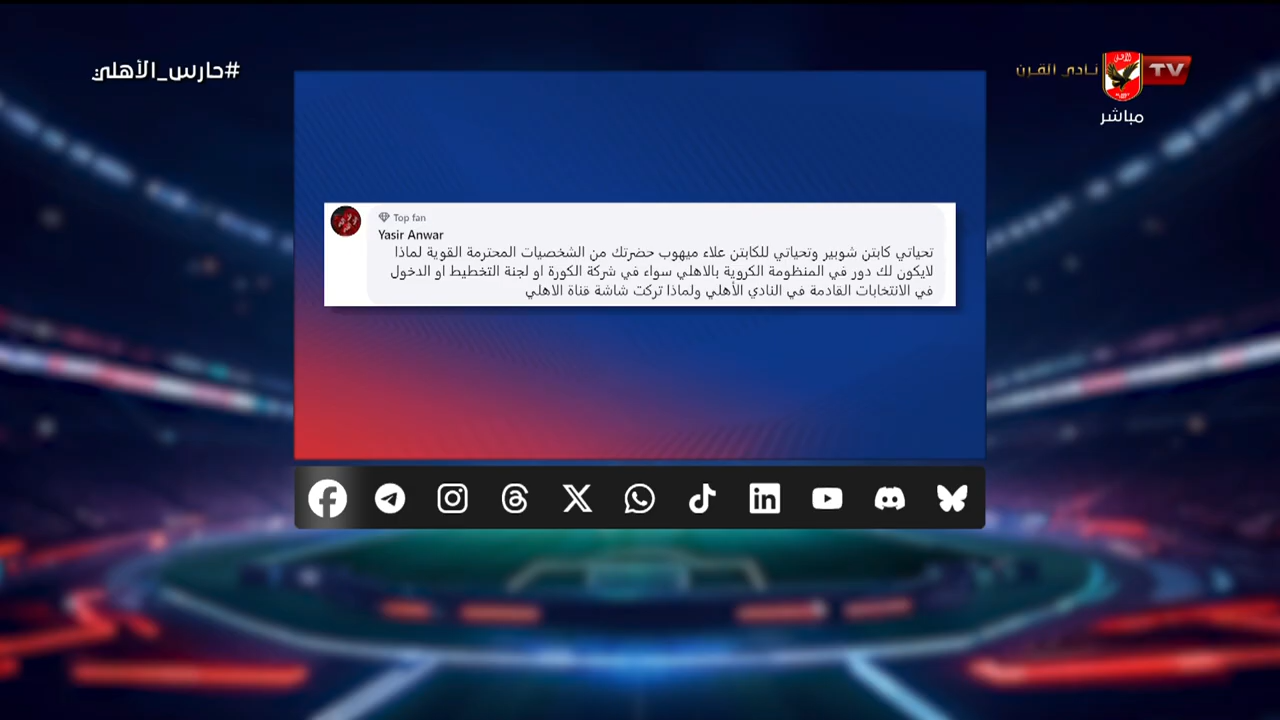 #حارس_الأهلي
نادي القرن
TV
مباشر
Top fan
Yasir Anwar
تحياتي كابتن شوبير وتحياتي للكابتن علاء ميهوب حضرتك من الشخصيات المحترمة القوية لماذا
لايكون لك دور في المنظومة الكروية بالاهلي سواء في شركة الكورة او لجنة التخطيط او الدخول
في الانتخابات القادمة في النادي الأهلي ولماذا تركت شاشة قناة الاهلي